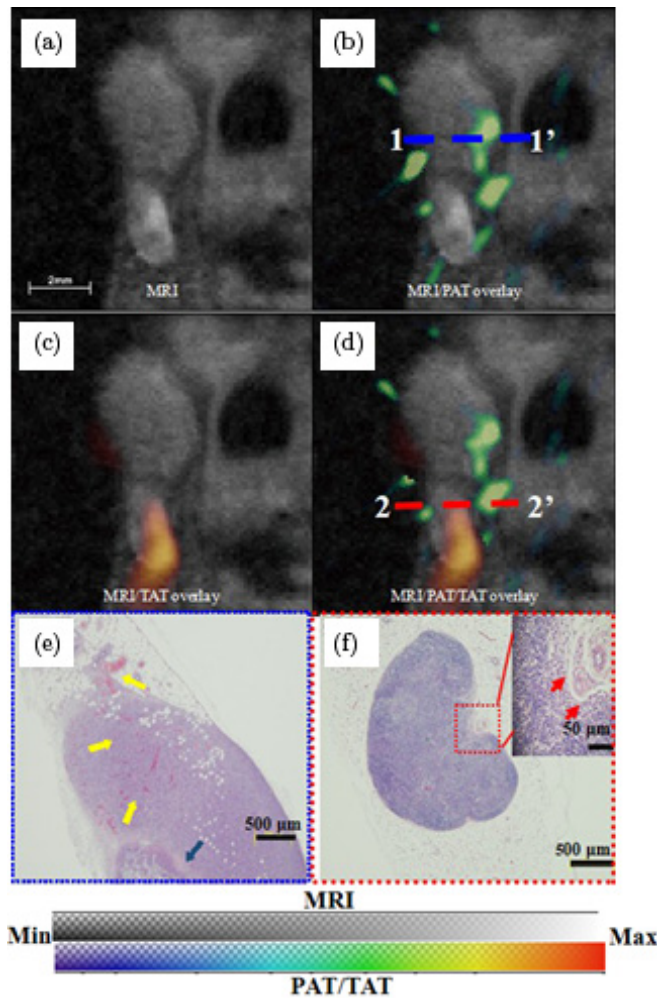 (a)
(b)
1 1’
2mm
MRI
MRI/PAT overlay
(c)
(d)
2 2’
MRI/TAT overlay
MRI/PAT/TAT overlay
(e)
(f)
50 µm
500 µm
500 µm
MRI
Min Max
PAT/TAT